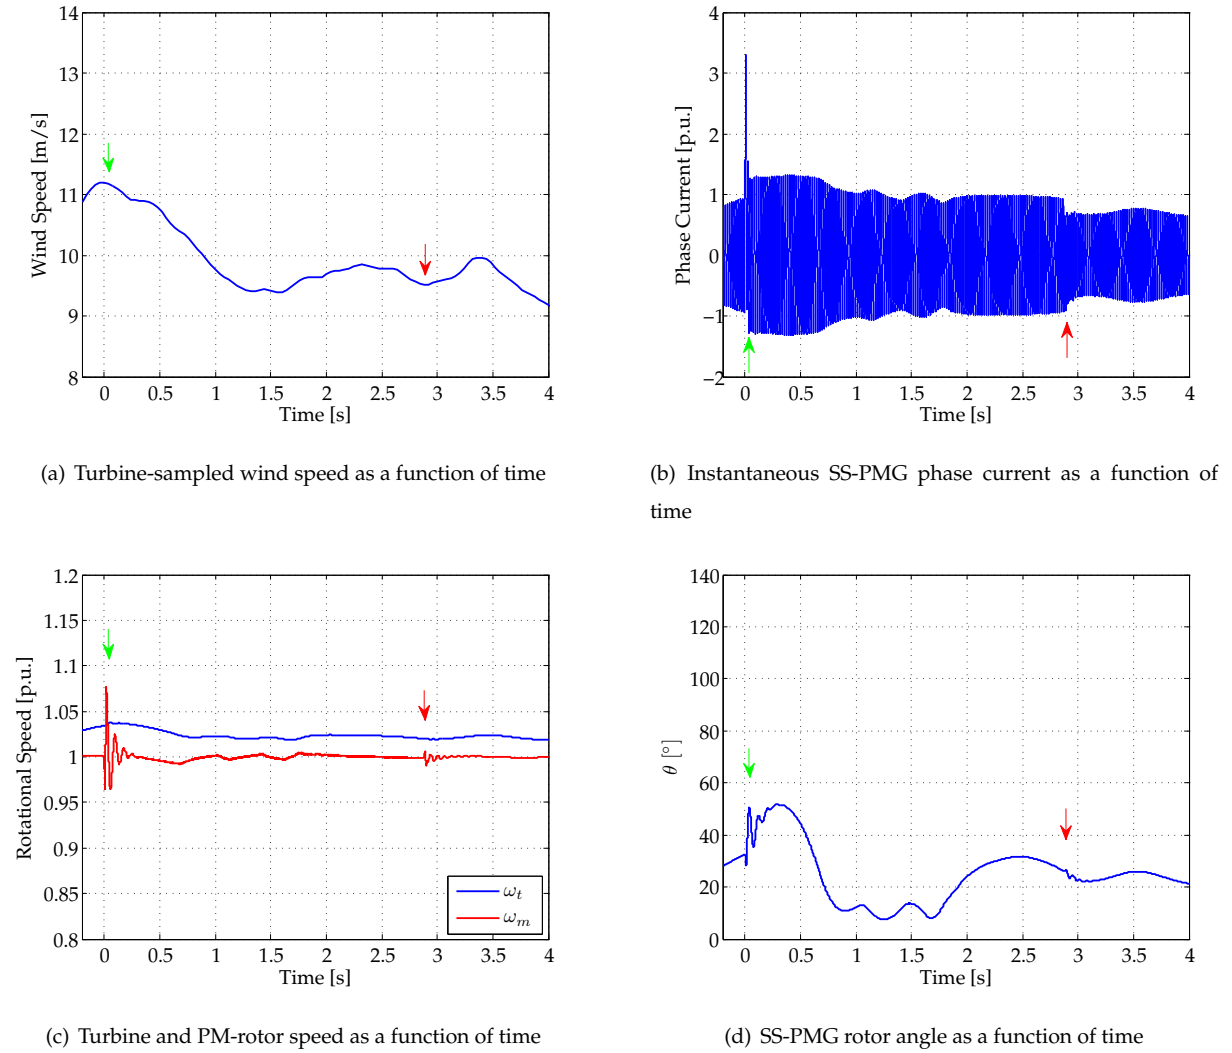 14
13
12
11
10
9
8
Wind Speed [m/s]
0 0.5 1 1.5 2 2.5 3 3.5 4
Time [s]
(a) Turbine-sampled wind speed as a function of time
4
3
2
1
0
−1
−2
Phase Current [p.u.]
0 0.5 1 1.5 2 2.5 3 3.5 4
Time [s]
(b) Instantaneous SS-PMG phase current as a function of
time
1.2
1.15
1.1
1.05
1
0.95
0.9
0.85
0.8
Rotational Speed [p.u.]
ωt
ωm
0 0.5 1 1.5 2 2.5 3 3.5 4
Time [s]
(c) Turbine and PM-rotor speed as a function of time
140
120
100
80
60
40
20
0
θ [°]
0 0.5 1 1.5 2 2.5 3 3.5 4
Time [s]
(d) SS-PMG rotor angle as a function of time